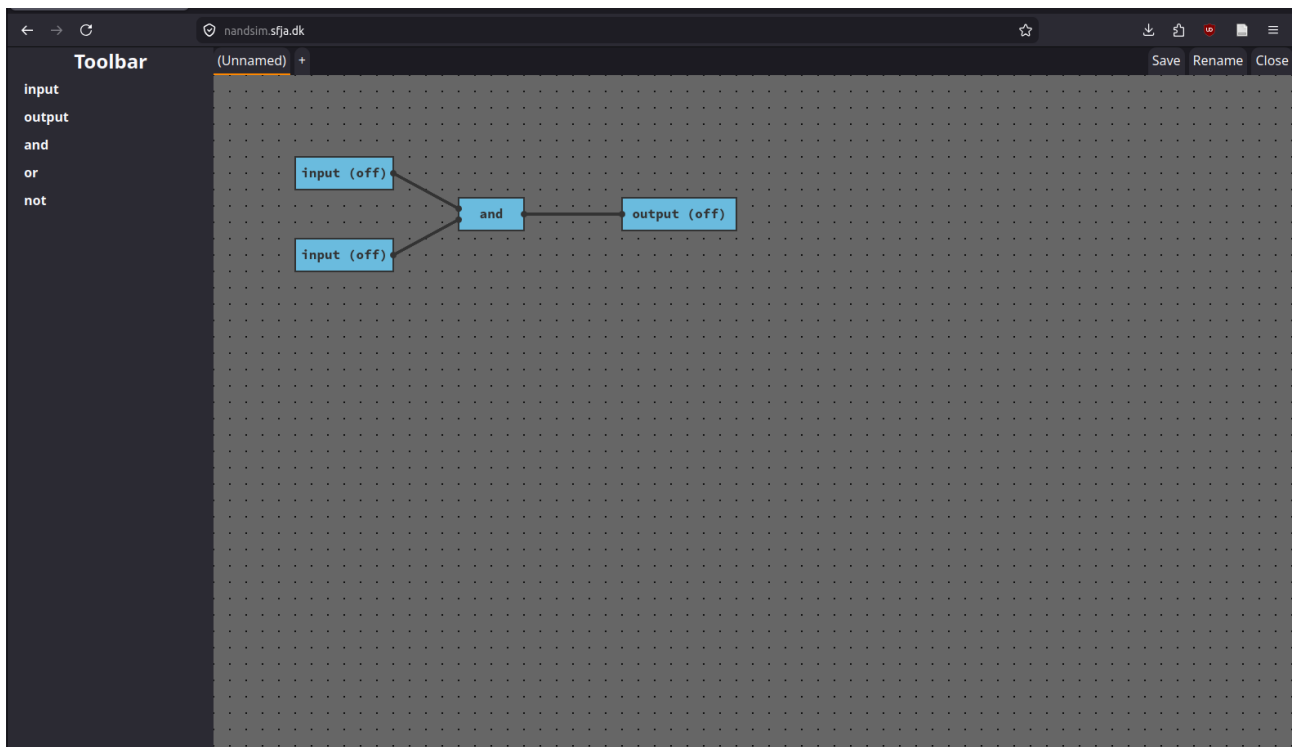 nandsim.sfja.dk
Toolbar
(Unnamed) +
Save Rename Close
input
output
and
or
not
input (off)
and
output (off)
input (off)